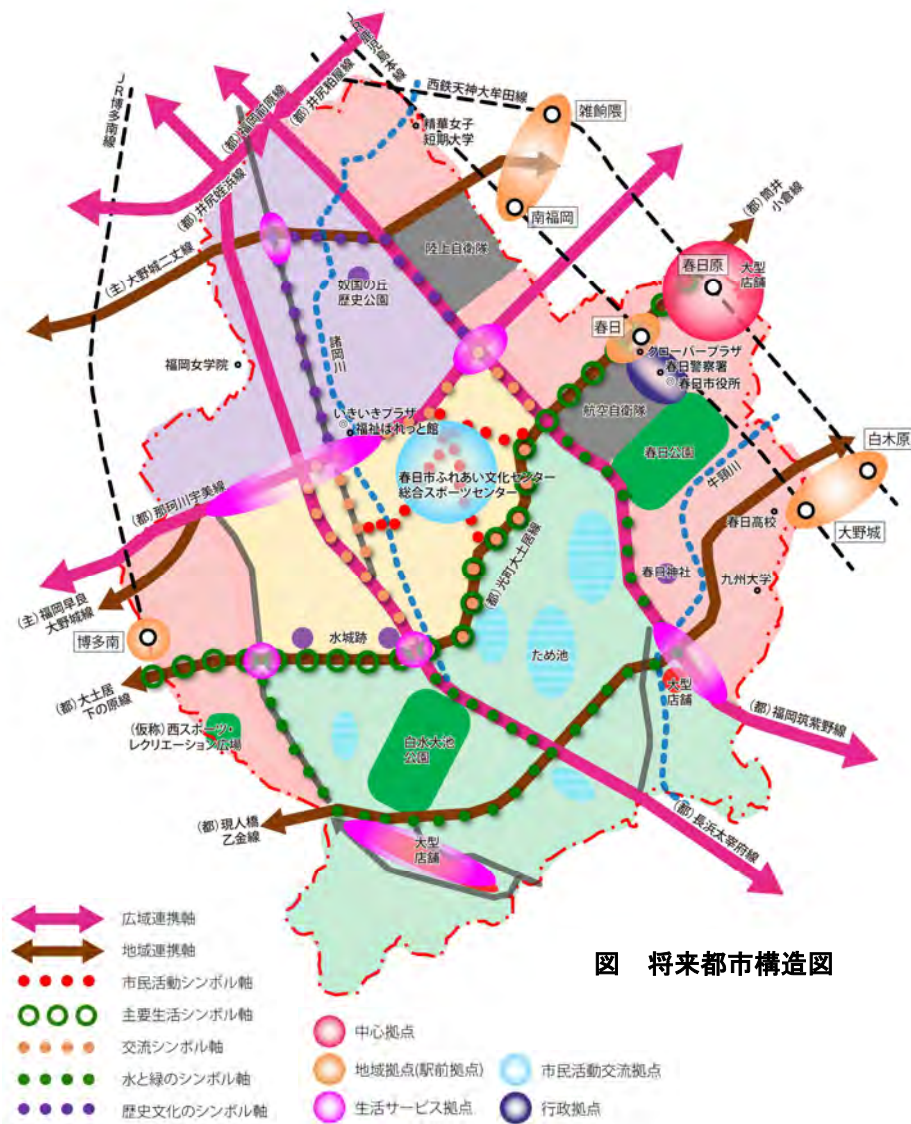 JR博多南線
JR鹿児島本線
(都)福岡前原線
(都)井尻粕屋線
西鉄天神大牟田線
雑餉隈
精華女子
短期大学
(都)井尻姪浜線
南福岡
(都)筒井
小倉線
(主)大野城二丈線
陸上自衛隊
春日原
大型
店舗
奴国の丘
歴史公園
春日
諸岡川
クローバープラザ
春日警察署
春日市役所
福岡女学院
航空自衛隊
いきいきプラザ
福祉ぱれっと館
春日公園
白木原
牛頸川
春日市ふれあい文化センター
総合スポーツセンター
(都)那珂川宇美線
春日高校
大野城
(都)光町大土居線
春日神社
九州大学
(主)福岡早良
大野城線
博多南
水城跡
ため池
(都)大土居
下の原線
大型
店舗
(仮称)西スポーツ・
レクリエーション広場
白水大池
公園
(都)福岡筑紫野線
(都)現人橋
乙金線
大型
店舗
(都)長浜太宰府線
図 将来都市構造図
広域連携軸
地域連携軸
市民活動シンボル軸
主要生活シンボル軸
交流シンボル軸
水と緑のシンボル軸
歴史文化のシンボル軸
中心拠点
地域拠点(駅前拠点)
生活サービス拠点
市民活動交流拠点
行政拠点